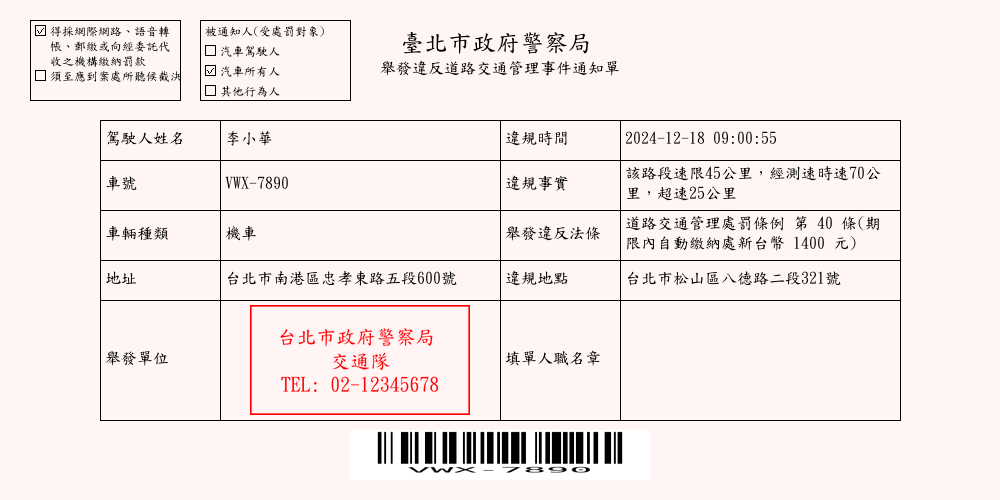 得採網際網路、語音轉
帳、郵繳或向經委託代
收之機構繳納罰款
須至應到案處所聽候裁決
被通知人(受處罰對象)
汽車駕駛人
汽車所有人
其他行為人
臺北市政府警察局
舉發違反道路交通管理事件通知單
駕駛人姓名
李小華
違規時間
2024-12-18 09:00:55
車號
VWX-7890
違規事實
該路段速限45公里，經測速時速70公
里，超速25公里
車輛種類
機車
舉發違反法條
道路交通管理處罰條例 第 40 條(期
限內自動繳納處新台幣 1400 元)
地址
台北市南港區忠孝東路五段600號
違規地點
台北市松山區八德路二段321號
舉發單位
台北市政府警察局
交通隊
TEL: 02-12345678
填單人職名章
VWX-7890